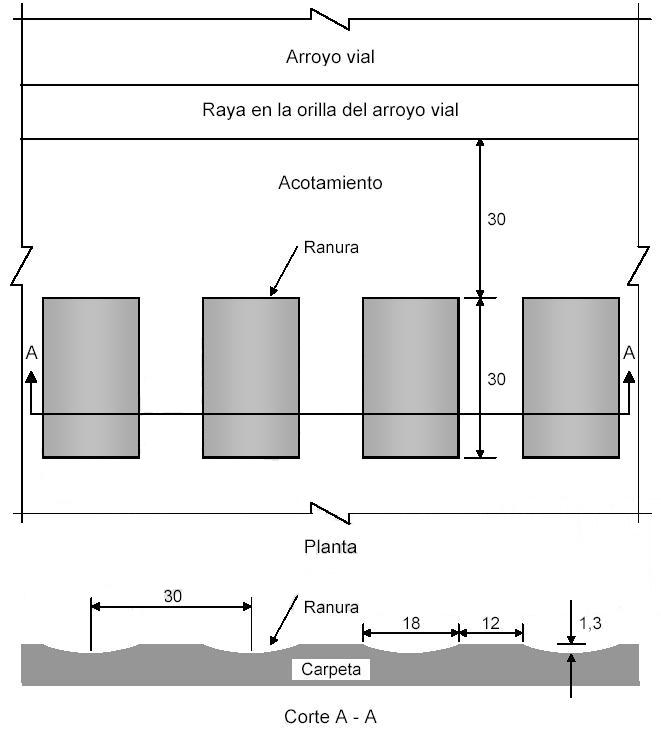 Arroyo vial
Raya en la orilla del arroyo vial
Acotamiento
30
Ranura
A
A
30
Planta
30
Ranura
18
12
1,3
Carpeta
Corte A - A